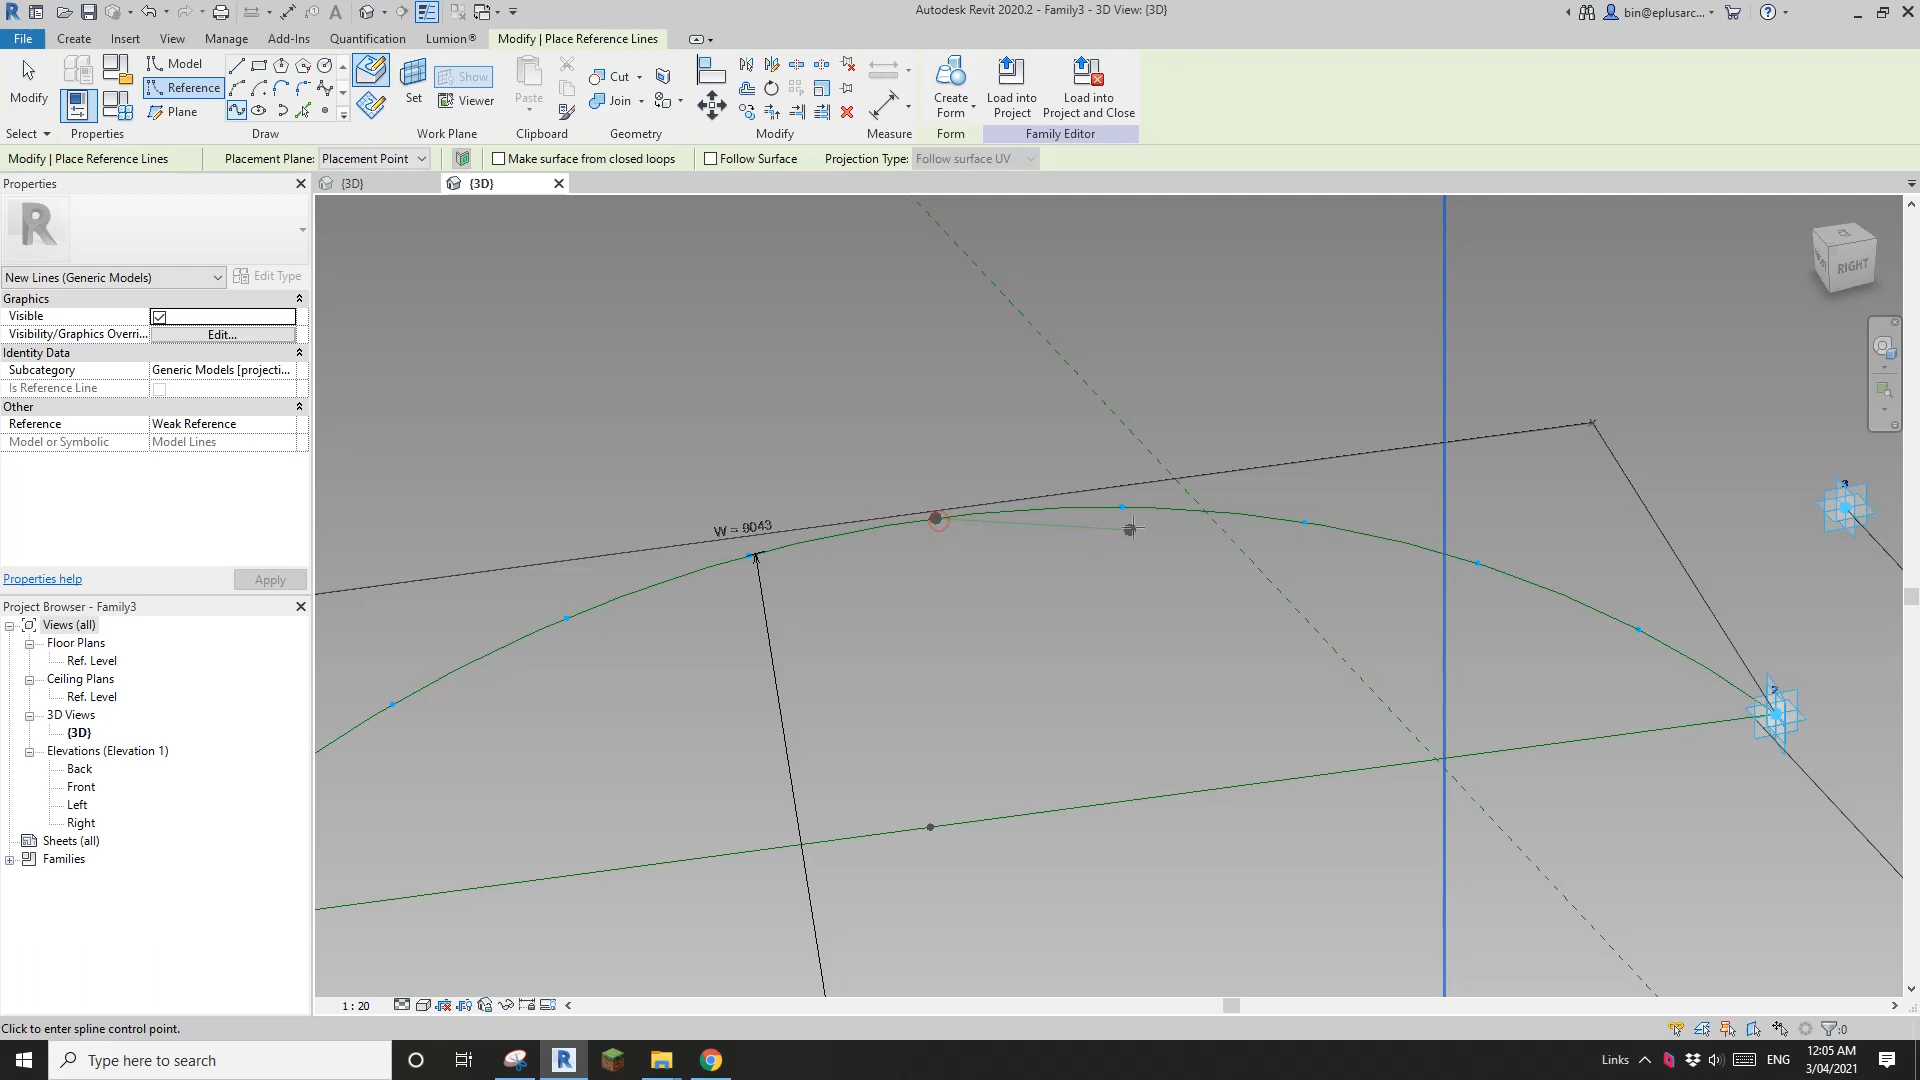 Autodesk Revit 2020.2 - Family3 - 3D View: {3D}
bin@eplusarc...
File
Create
Insert
View
Manage
Add-Ins
Quantification
Lumion®
Modify | Place Reference Lines
Modify
Select
Properties
Model
Reference
Plane
Draw
Set
Show
Viewer
Work Plane
Paste
Clipboard
Cut
Join
Geometry
Modify
Measure
Create
Form
Form
Load into
Project
Load into
Project and Close
Family Editor
Modify | Place Reference Lines
Placement Plane:
Placement Point
Make surface from closed loops
Follow Surface
Projection Type:
Follow surface UV
Properties
{3D}
{3D}
R
New Lines (Generic Models)
Edit Type
Graphics
Visible
Visibility/Graphics Overri...
Edit...
Identity Data
Subcategory
Generic Models [projecti...
Is Reference Line
Other
Reference
Weak Reference
Model or Symbolic
Model Lines
Properties help
Apply
Project Browser - Family3
Views (all)
Floor Plans
Ref. Level
Ceiling Plans
Ref. Level
3D Views
{3D}
Elevations (Elevation 1)
Back
Front
Left
Right
Sheets (all)
Families
W = 9043
RIGHT
3
2
1 : 20
Click to enter spline control point.
:0
Type here to search
Links
ENG
12:05 AM
3/04/2021